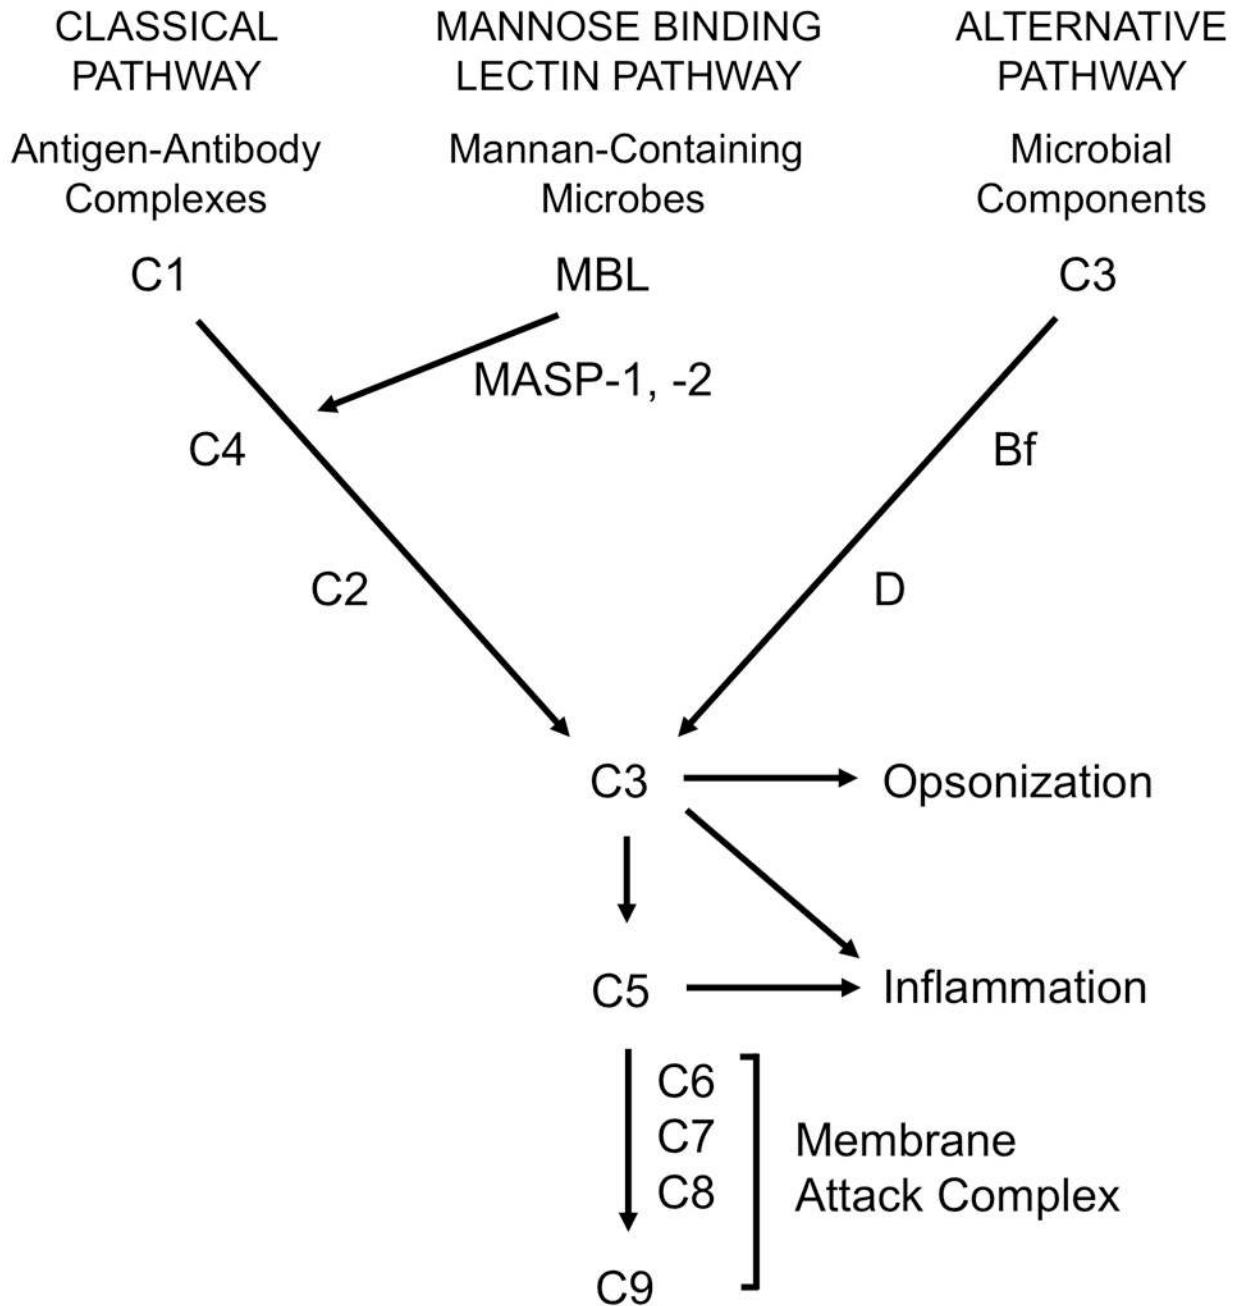 CLASSICAL
PATHWAY
MANNOSE BINDING
LECTIN PATHWAY
ALTERNATIVE
PATHWAY
Antigen-Antibody
Complexes
Mannan-Containing
Microbes
Microbial
Components
C1
MBL
C3
MASP-1, -2
C4
Bf
C2
D
C3
Opsonization
C5
Inflammation
C6
C7
C8
Membrane
Attack Complex
C9